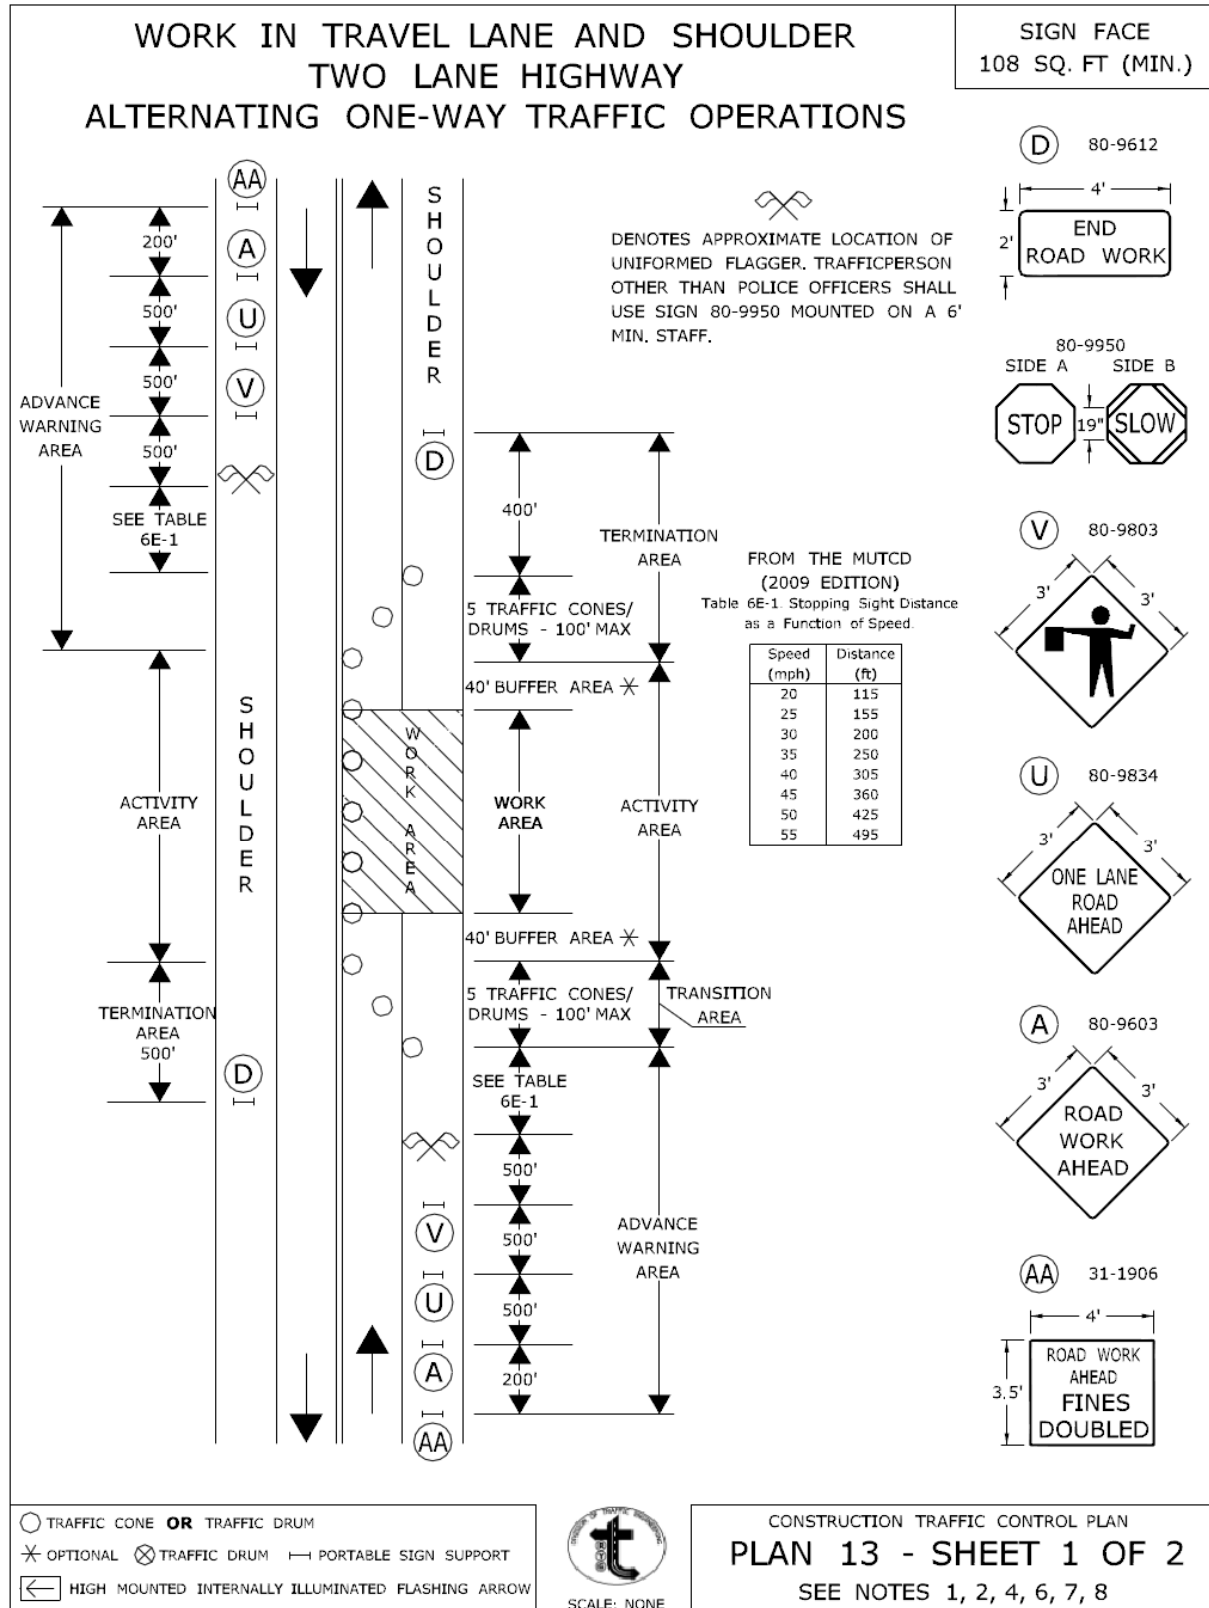 WORK IN TRAVEL LANE AND SHOULDER
TWO LANE HIGHWAY
ALTERNATING ONE-WAY TRAFFIC OPERATIONS
SIGN FACE
108 SQ. FT (MIN.)
AA
A
U
V
200'
500'
500'
500'
SEE TABLE
6E-1
ADVANCE
WARNING
AREA
SHOULDER
ACTIVITY
AREA
TERMINATION
AREA
500'
D
SHOULDER
D
400'
TERMINATION
AREA
5 TRAFFIC CONES/
DRUMS - 100' MAX
40' BUFFER AREA *
WORK AREA
WORK
AREA
ACTIVITY
AREA
40' BUFFER AREA *
5 TRAFFIC CONES/
DRUMS - 100' MAX
TRANSITION
AREA
SEE TABLE
6E-1
500'
500'
500'
200'
V
U
A
AA
ADVANCE
WARNING
AREA
DENOTES APPROXIMATE LOCATION OF
UNIFORMED FLAGGER. TRAFFICPERSON
OTHER THAN POLICE OFFICERS SHALL
USE SIGN 80-9950 MOUNTED ON A 6'
MIN. STAFF.
FROM THE MUTCD
(2009 EDITION)
Table 6E-1. Stopping Sight Distance
as a Function of Speed.
Speed (mph) Distance (ft)
20 115
25 155
30 200
35 250
40 305
45 360
50 425
55 495
D 80-9612
4'
2'
END
ROAD WORK
80-9950
SIDE A SIDE B
STOP 19" SLOW
V 80-9803
3' 3'
U 80-9834
3' 3'
ONE LANE
ROAD
AHEAD
A 80-9603
3' 3'
ROAD
WORK
AHEAD
AA 31-1906
4'
3.5'
ROAD WORK
AHEAD
FINES
DOUBLED
TRAFFIC CONE OR TRAFFIC DRUM
* OPTIONAL TRAFFIC DRUM PORTABLE SIGN SUPPORT
HIGH MOUNTED INTERNALLY ILLUMINATED FLASHING ARROW
DIVISION OF TRAFFIC ENGINEERING
t
SCALE: NONE
CONSTRUCTION TRAFFIC CONTROL PLAN
PLAN 13 - SHEET 1 OF 2
SEE NOTES 1, 2, 4, 6, 7, 8